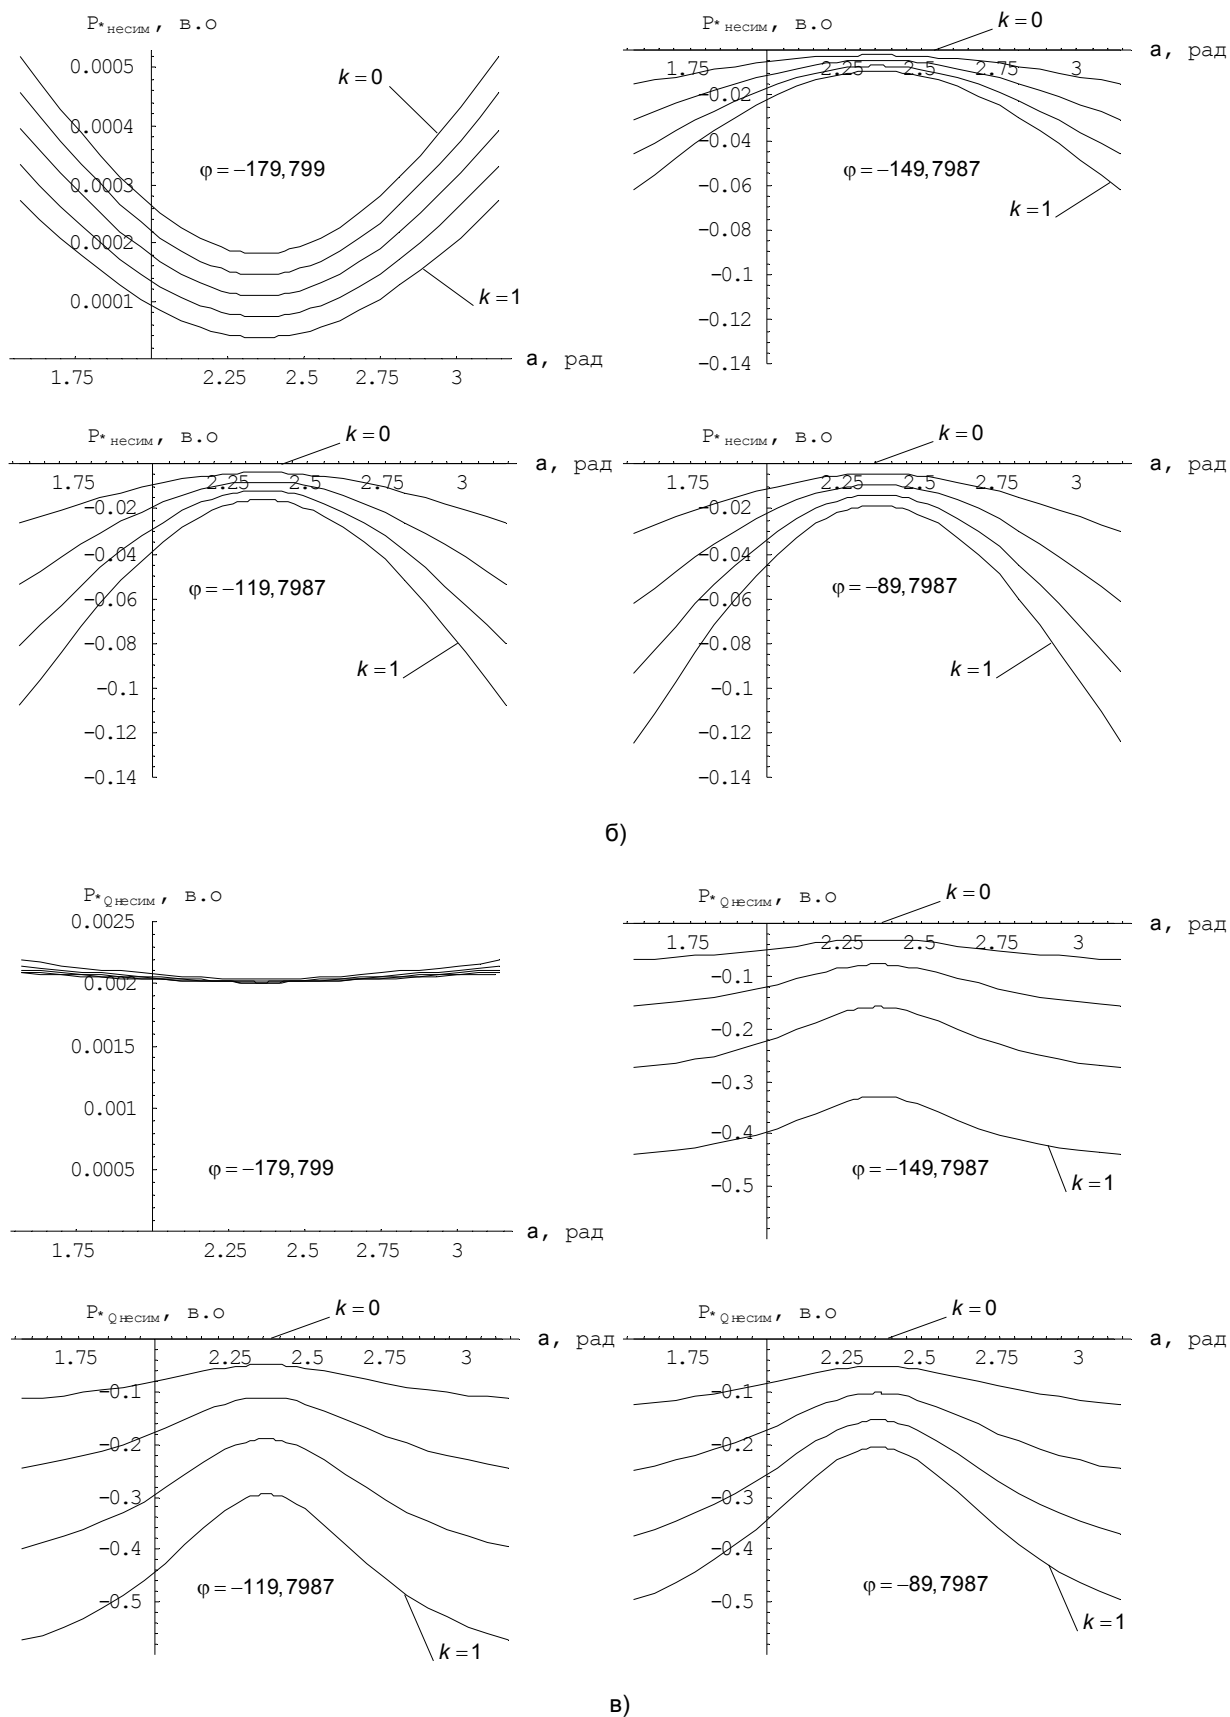 P*несим, в.о
0.0005
0.0004
0.0003
0.0002
0.0001
k=0
φ=−179,799
k=1
а, рад
1.75 2.25 2.5 2.75 3
P*несим, в.о
k=0
а, рад
1.75 2.25 2.5 2.75 3
−0.02
−0.04
−0.06
−0.08
−0.1
−0.12
−0.14
φ=−149,7987
k=1
P*несим, в.о
k=0
а, рад
1.75 2.25 2.5 2.75 3
−0.02
−0.04
−0.06
−0.08
−0.1
−0.12
−0.14
φ=−119,7987
k=1
P*несим, в.о
k=0
а, рад
1.75 2.25 2.5 2.75 3
−0.02
−0.04
−0.06
−0.08
−0.1
−0.12
−0.14
φ=−89,7987
k=1
б)
P*Qнесим, в.о
0.0025
0.002
0.0015
0.001
0.0005
φ=−179,799
а, рад
1.75 2.25 2.5 2.75 3
P*Qнесим, в.о
k=0
а, рад
1.75 2.25 2.5 2.75 3
−0.1
−0.2
−0.3
−0.4
−0.5
φ=−149,7987
k=1
P*Qнесим, в.о
k=0
а, рад
1.75 2.25 2.5 2.75 3
−0.1
−0.2
−0.3
−0.4
−0.5
φ=−119,7987
k=1
P*Qнесим, в.о
k=0
а, рад
1.75 2.25 2.5 2.75 3
−0.1
−0.2
−0.3
−0.4
−0.5
φ=−89,7987
k=1
в)